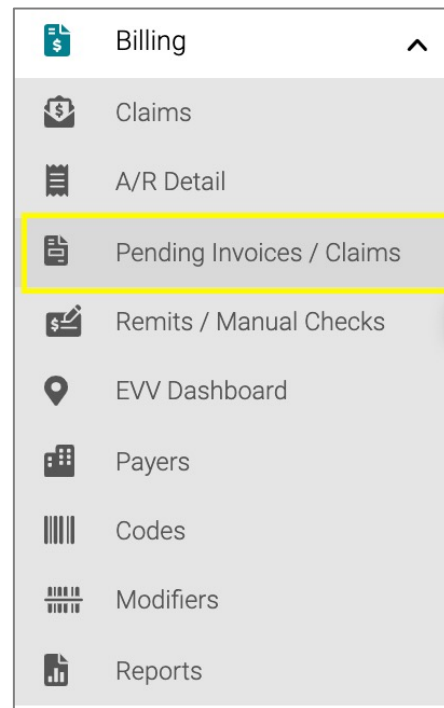 Billing
Claims
A/R Detail
Pending Invoices / Claims
Remits / Manual Checks
EVV Dashboard
Payers
Codes
Modifiers
Reports